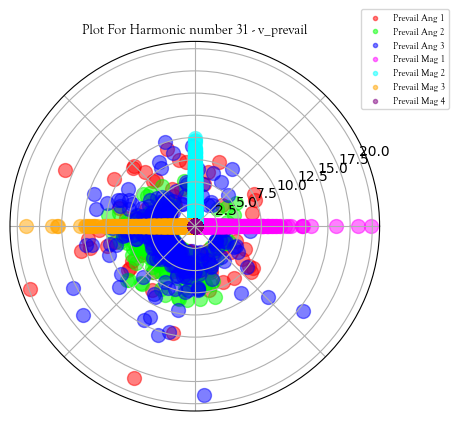 Plot For Harmonic number 31 - v_prevail
Prevail Ang 1
Prevail Ang 2
Prevail Ang 3
Prevail Mag 1
Prevail Mag 2
Prevail Mag 3
Prevail Mag 4
20.0
17.5
15.0
12.5
10.0
7.5
5.0
2.5